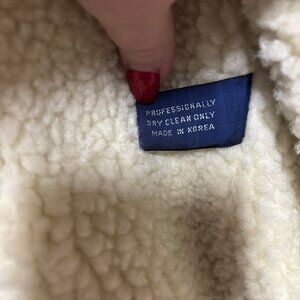 PROFESSIONALLY
DRY CLEAN ONLY
MADE IN KOREA